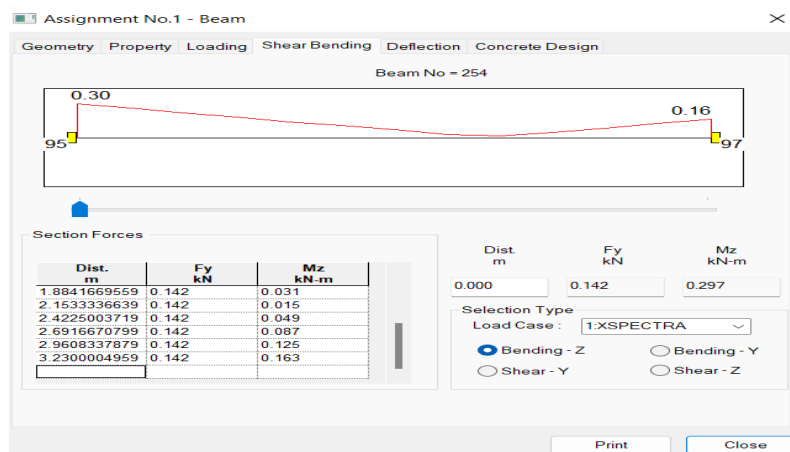 Assignment No.1 - Beam
Geometry Property Loading Shear Bending Deflection Concrete Design
Beam No = 254
0.30
0.16
95
97
Section Forces
Dist. m Fy kN Mz kN-m
1.8841669559 0.142 0.031
2.1533336639 0.142 0.015
2.4225003719 0.142 0.049
2.6916670799 0.142 0.087
2.9608337879 0.142 0.125
3.2300004959 0.142 0.163
Dist. m Fy kN Mz kN-m
0.000 0.142 0.297
Selection Type
Load Case : 1:XSPECTRA
Bending - Z Bending - Y
Shear - Y Shear - Z
Print Close